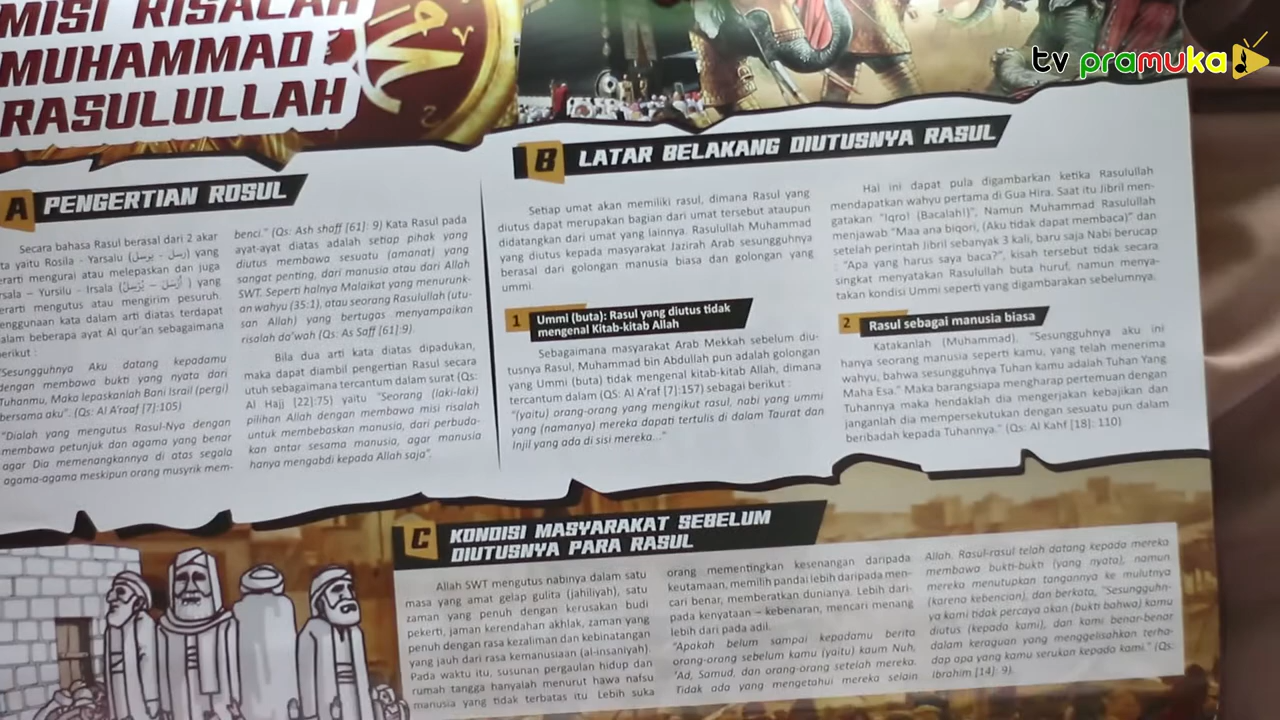 MISI RISALAH
MUHAMMAD
RASULULLAH
tv pramuka
A PENGERTIAN ROSUL
Secara bahasa Rasul berasal dari 2 akar
ta yaitu Rosila - Yarsalu (رسل - يرسل) yang
erarti mengurai atau melepaskan dan juga
rsala – Yursilu - Irsala (أَرْسَلَ – يُرْسِلُ) yang
erarti mengutus atau mengirim pesuruh.
enggunaan kata dalam arti diatas terdapat
alam beberapa ayat Al qur'an sebagaimana
erikut :
"Sesungguhnya Aku datang kepadamu
dengan membawa bukti yang nyata dari
Tuhanmu, Maka lepaskanlah Bani Israil (pergi)
bersama aku". (Qs: Al A'raaf [7]:105)
"Dialah yang mengutus Rasul-Nya dengan
membawa petunjuk dan agama yang benar
agar Dia memenangkannya di atas segala
agama-agama meskipun orang musyrik mem-
benci." (Qs: Ash shaff [61]: 9) Kata Rasul pada
ayat-ayat diatas adalah setiap pihak yang
diutus membawa sesuatu (amanat) yang
sangat penting, dari manusia atau dari Allah
SWT. Seperti halnya Malaikat yang menurunk-
an wahyu (35:1), atau seorang Rasulullah (utu-
san Allah) yang bertugas menyampaikan
risalah da'wah (Qs: As Saff [61]:9).
Bila dua arti kata diatas dipadukan,
maka dapat diambil pengertian Rasul secara
utuh sebagaimana tercantum dalam surat (Qs:
Al Hajj [22]:75) yaitu "Seorang (laki-laki)
pilihan Allah dengan membawa misi risalah
untuk membebaskan manusia, dari perbuda-
kan antar sesama manusia, agar manusia
hanya mengabdi kepada Allah saja".
B LATAR BELAKANG DIUTUSNYA RASUL
Setiap umat akan memiliki rasul, dimana Rasul yang
diutus dapat merupakan bagian dari umat tersebut ataupun
didatangkan dari umat yang lainnya. Rasulullah Muhammad
yang diutus kepada masyarakat Jazirah Arab sesungguhnya
berasal dari golongan manusia biasa dan golongan yang
ummi.
1 Ummi (buta): Rasul yang diutus tidak
mengenal Kitab-kitab Allah
Sebagaimana masyarakat Arab Mekkah sebelum diu-
tusnya Rasul, Muhammad bin Abdullah pun adalah golongan
yang Ummi (buta) tidak mengenal kitab-kitab Allah, dimana
tercantum dalam (QS: Al A'raf [7]:157) sebagai berikut :
"(yaitu) orang-orang yang mengikut rasul, nabi yang ummi
yang (namanya) mereka dapati tertulis di dalam Taurat dan
Injil yang ada di sisi mereka..."
Hal ini dapat pula digambarkan ketika Rasulullah
mendapatkan wahyu pertama di Gua Hira. Saat itu Jibril men-
gatakan "Iqro! (Bacalah!)", Namun Muhammad Rasulullah
menjawab "Maa ana biqori, (Aku tidak dapat membaca)" dan
setelah perintah Jibril sebanyak 3 kali, baru saja Nabi berucap
: "Apa yang harus saya baca?", kisah tersebut tidak secara
singkat menyatakan Rasulullah buta huruf, namun menya-
takan kondisi Ummi seperti yang digambarkan sebelumnya.
2 Rasul sebagai manusia biasa
Katakanlah (Muhammad), "Sesungguhnya aku ini
hanya seorang manusia seperti kamu, yang telah menerima
wahyu, bahwa sesungguhnya Tuhan kamu adalah Tuhan Yang
Maha Esa." Maka barangsiapa mengharap pertemuan dengan
Tuhannya maka hendaklah dia mengerjakan kebajikan dan
janganlah dia mempersekutukan dengan sesuatu pun dalam
beribadah kepada Tuhannya." (Qs: Al Kahf [18]: 110)
C KONDISI MASYARAKAT SEBELUM
DIUTUSNYA PARA RASUL
Allah SWT mengutus nabinya dalam satu
masa yang amat gelap gulita (jahiliyah), satu
zaman yang penuh dengan kerusakan budi
pekerti, jaman kerendahan akhlak, zaman yang
penuh dengan rasa kezaliman dan kebinatangan
yang jauh dari rasa kemanusiaan (al-insaniyah).
Pada waktu itu, susunan pergaulan hidup dan
rumah tangga hanyalah menurut hawa nafsu
manusia yang tidak terbatas itu Lebih suka
orang mementingkan kesenangan daripada
keutamaan, memilih pandai lebih daripada men-
cari benar, memberatkan dunianya. Lebih dari-
pada kenyataan – kebenaran, mencari menang
lebih dari pada adil.
"Apakah belum sampai kepadamu berita
orang-orang sebelum kamu (yaitu) kaum Nuh,
'Ad, Samud, dan orang-orang setelah mereka.
Tidak ada yang mengetahui mereka selain
Allah. Rasul-rasul telah datang kepada mereka
membawa bukti-bukti (yang nyata), namun
mereka menutupkan tangannya ke mulutnya
(karena kebencian), dan berkata, "Sesungguhn-
ya kami tidak percaya akan (bukti bahwa) kamu
diutus (kepada kami), dan kami benar-benar
dalam keraguan yang menggelisahkan terha-
dap apa yang kamu serukan kepada kami." (Qs:
Ibrahim [14]: 9).